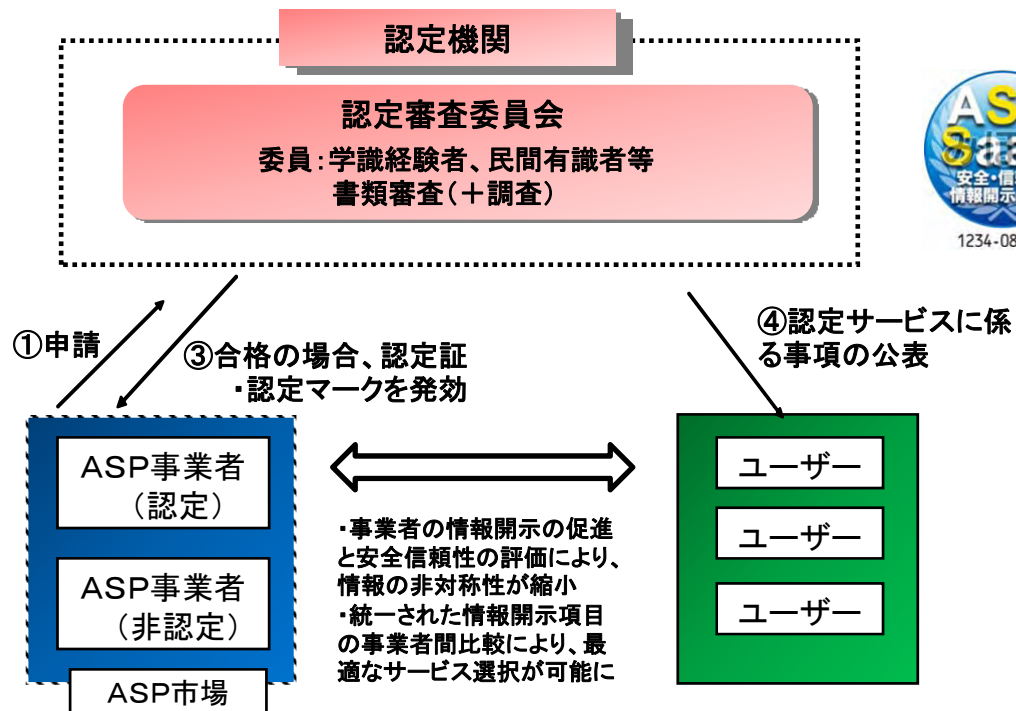 認定機関
認定審査委員会
委員:学識経験者、民間有識者等
書類審査(+調査)
安全・信
情報開示
1234-08
①申請
③合格の場合、認定証
・認定マークを発効
④認定サービスに係
る事項の公表
ASP事業者
(認定)
ASP事業者
(非認定)
ASP市場
・事業者の情報開示の促進
と安全信頼性の評価により、
情報の非対称性が縮小
・統一された情報開示項目
の事業者間比較により、最
適なサービス選択が可能に
ユーザー
ユーザー
ユーザー